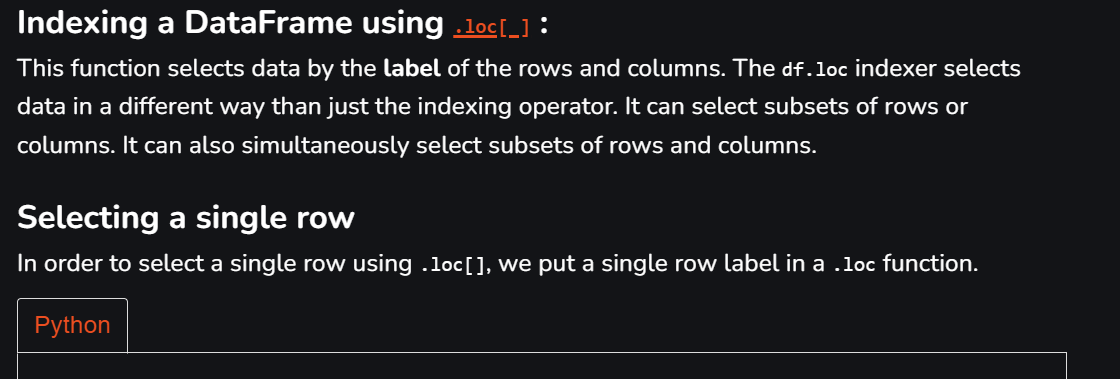 Indexing a DataFrame using .loc[ ] :
This function selects data by the label of the rows and columns. The df.loc indexer selects
data in a different way than just the indexing operator. It can select subsets of rows or
columns. It can also simultaneously select subsets of rows and columns.
Selecting a single row
In order to select a single row using .loc[], we put a single row label in a .loc function.
Python